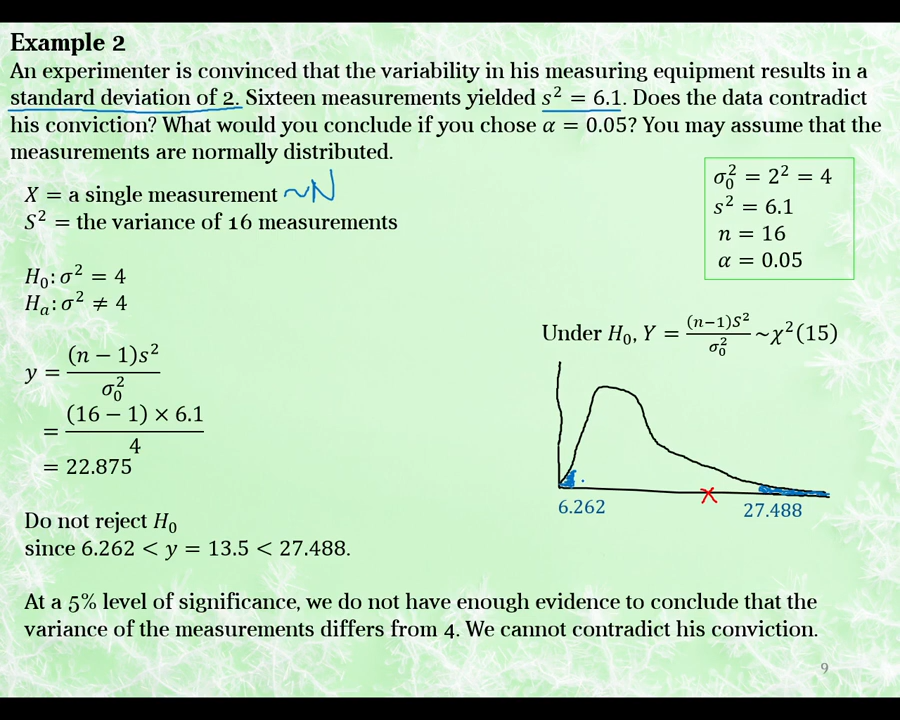 Example 2
An experimenter is convinced that the variability in his measuring equipment results in a
standard deviation of 2. Sixteen measurements yielded s² = 6.1. Does the data contradict
his conviction? What would you conclude if you chose α = 0.05? You may assume that the
measurements are normally distributed.
X = a single measurement ~N
S² = the variance of 16 measurements
σ₀² = 2² = 4
s² = 6.1
n = 16
α = 0.05
H₀: σ² = 4
Hₐ: σ² ≠ 4
y = (n − 1)s² / σ₀²
= (16 − 1) × 6.1 / 4
= 22.875
Under H₀, Y = (n−1)S² / σ₀² ~χ²(15)
6.262
27.488
Do not reject H₀
since 6.262 < y = 13.5 < 27.488.
At a 5% level of significance, we do not have enough evidence to conclude that the
variance of the measurements differs from 4. We cannot contradict his conviction.
9